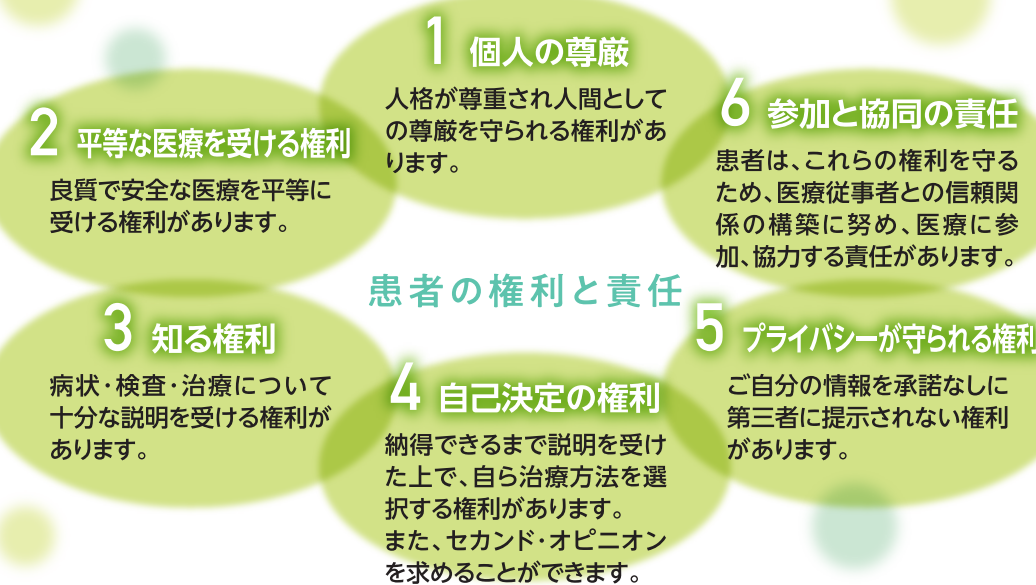 1 個人の尊厳
人格が尊重され人間として
の尊厳を守られる権利があ
ります。
2 平等な医療を受ける権利
良質で安全な医療を平等に
受ける権利があります。
3 知る権利
病状・検査・治療について
十分な説明を受ける権利が
あります。
4 自己決定の権利
納得できるまで説明を受け
た上で、自ら治療方法を選
択する権利があります。
また、セカンド・オピニオン
を求めることができます。
5 プライバシーが守られる権利
ご自分の情報を承諾なしに
第三者に提示されない権利
があります。
6 参加と協同の責任
患者は、これらの権利を守る
ため、医療従事者との信頼関
係の構築に努め、医療に参
加、協力する責任があります。
患者の権利と責任